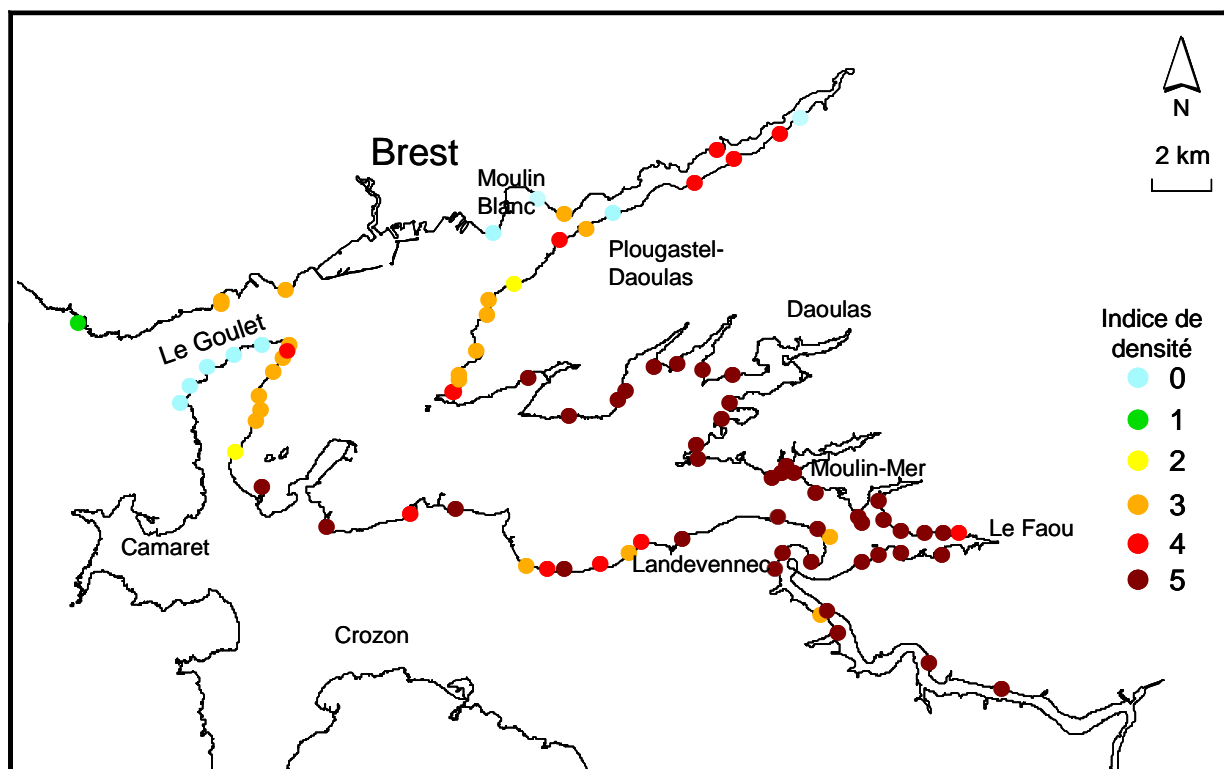 N
2 km
Brest
Moulin
Blanc
Plougastel-
Daoulas
Daoulas
Le Goulet
Indice de
densité
0
1
2
3
4
5
Moulin-Mer
Le Faou
Camaret
Landevennec
Crozon